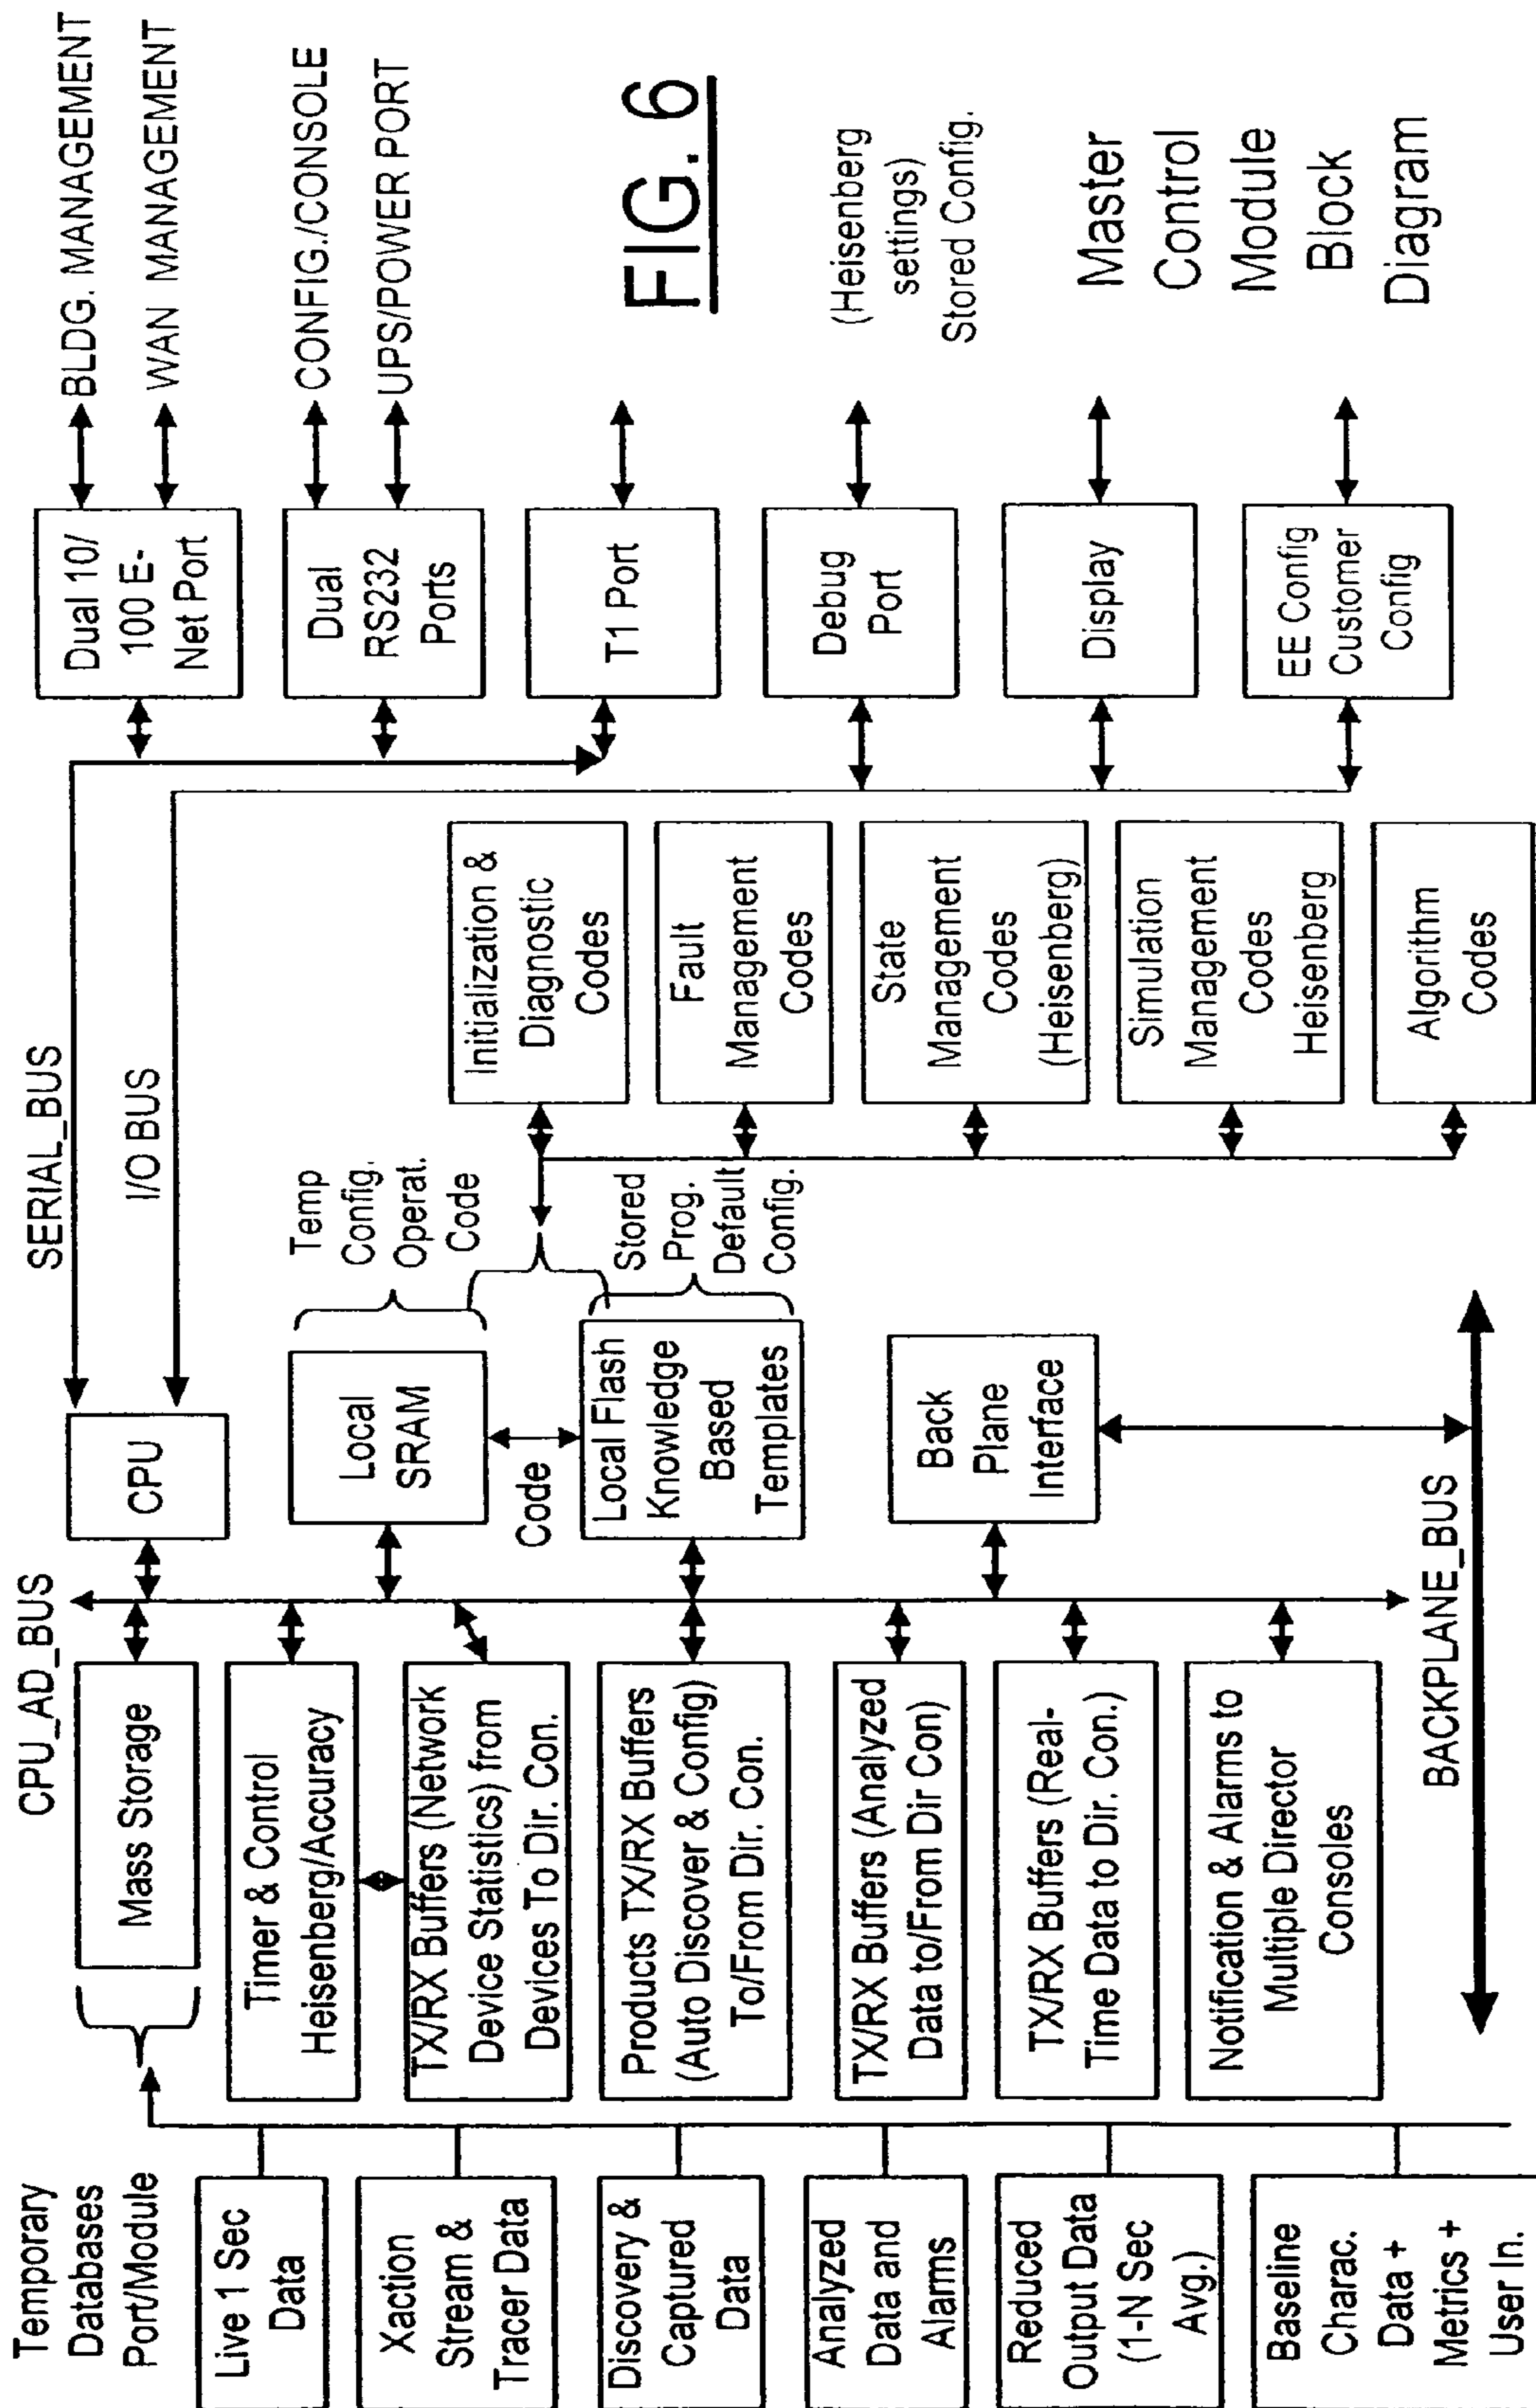 Temporary
Databases
Port/Module
Live 1 Sec
Data
Xaction
Stream &
Tracer Data
Discovery &
Captured
Data
Analyzed
Data and
Alarms
Reduced
Output Data
(1-N Sec
Avg.)
Baseline
Charac.
Data +
Metrics +
User In.
CPU_AD_BUS
Mass Storage
Timer & Control
Heisenberg/Accuracy
TX/RX Buffers (Network
Device Statistics) from
Devices To Dir. Con.
Products TX/RX Buffers
(Auto Discover & Config)
To/From Dir. Con.
TX/RX Buffers (Analyzed
Data to/From Dir Con)
TX/RX Buffers (Real-
Time Data to Dir. Con.)
Notification & Alarms to
Multiple Director
Consoles
BACKPLANE_BUS
CPU
Local
SRAM
Code
Local Flash
Knowledge
Based
Templates
Back
Plane
Interface
SERIAL_BUS
I/O BUS
Temp
Config.
Operat.
Code
Stored
Prog.
Default
Config.
Initialization &
Diagnostic
Codes
Fault
Management
Codes
State
Management
Codes
(Heisenberg)
Simulation
Management
Codes
Heisenberg
Algorithm
Codes
Dual 10/
100 E-
Net Port
Dual
RS232
Ports
T1 Port
Debug
Port
Display
EE Config
Customer
Config
BLDG. MANAGEMENT
WAN MANAGEMENT
CONFIG./CONSOLE
UPS/POWER PORT
FIG. 6
(Heisenberg
settings)
Stored Config.
Master
Control
Module
Block
Diagram